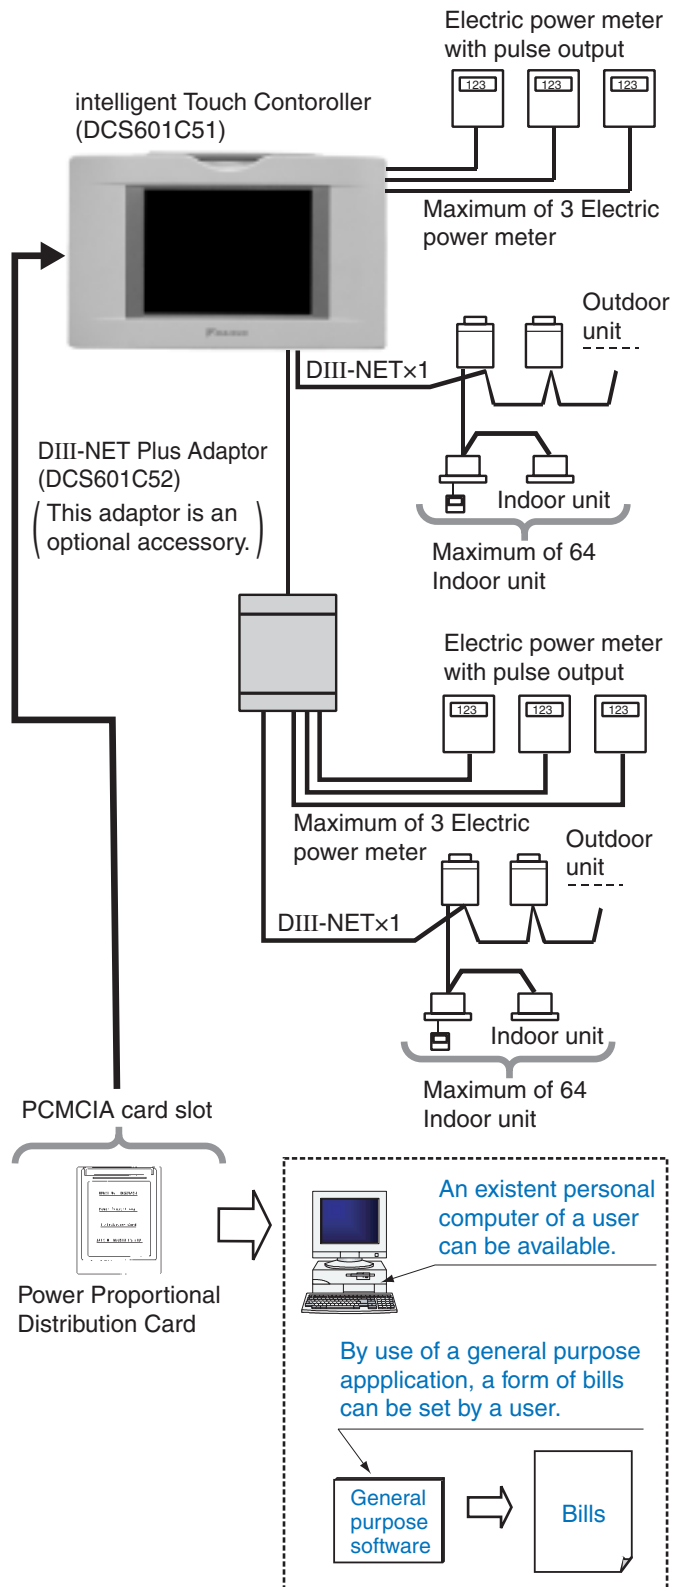 Electric power meter
with pulse output
123
123
123
intelligent Touch Contoroller
(DCS601C51)
Maximum of 3 Electric
power meter
DAIKIN
Outdoor
unit
DIII-NET×1
DIII-NET Plus Adaptor
(DCS601C52)
(This adaptor is an
optional accessory.)
Indoor unit
Maximum of 64
Indoor unit
Electric power meter
with pulse output
123
123
123
Maximum of 3 Electric
power meter
Outdoor
unit
DIII-NET×1
Indoor unit
Maximum of 64
Indoor unit
PCMCIA card slot
Power Proportional
Distribution Card
An existent personal
computer of a user
can be available.
By use of a general purpose
appplication, a form of bills
can be set by a user.
General
purpose
software
Bills